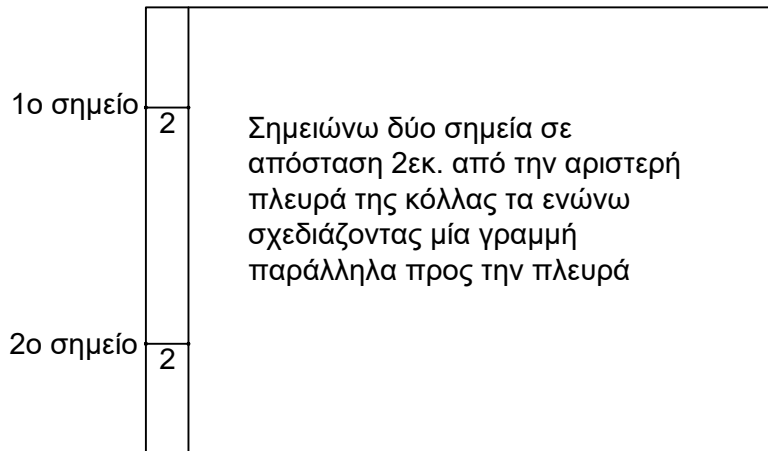 1ο σημείο
2
Σημειώνω δύο σημεία σε
απόσταση 2εκ. από την αριστερή
πλευρά της κόλλας τα ενώνω
σχεδιάζοντας μία γραμμή
παράλληλα προς την πλευρά
2ο σημείο
2